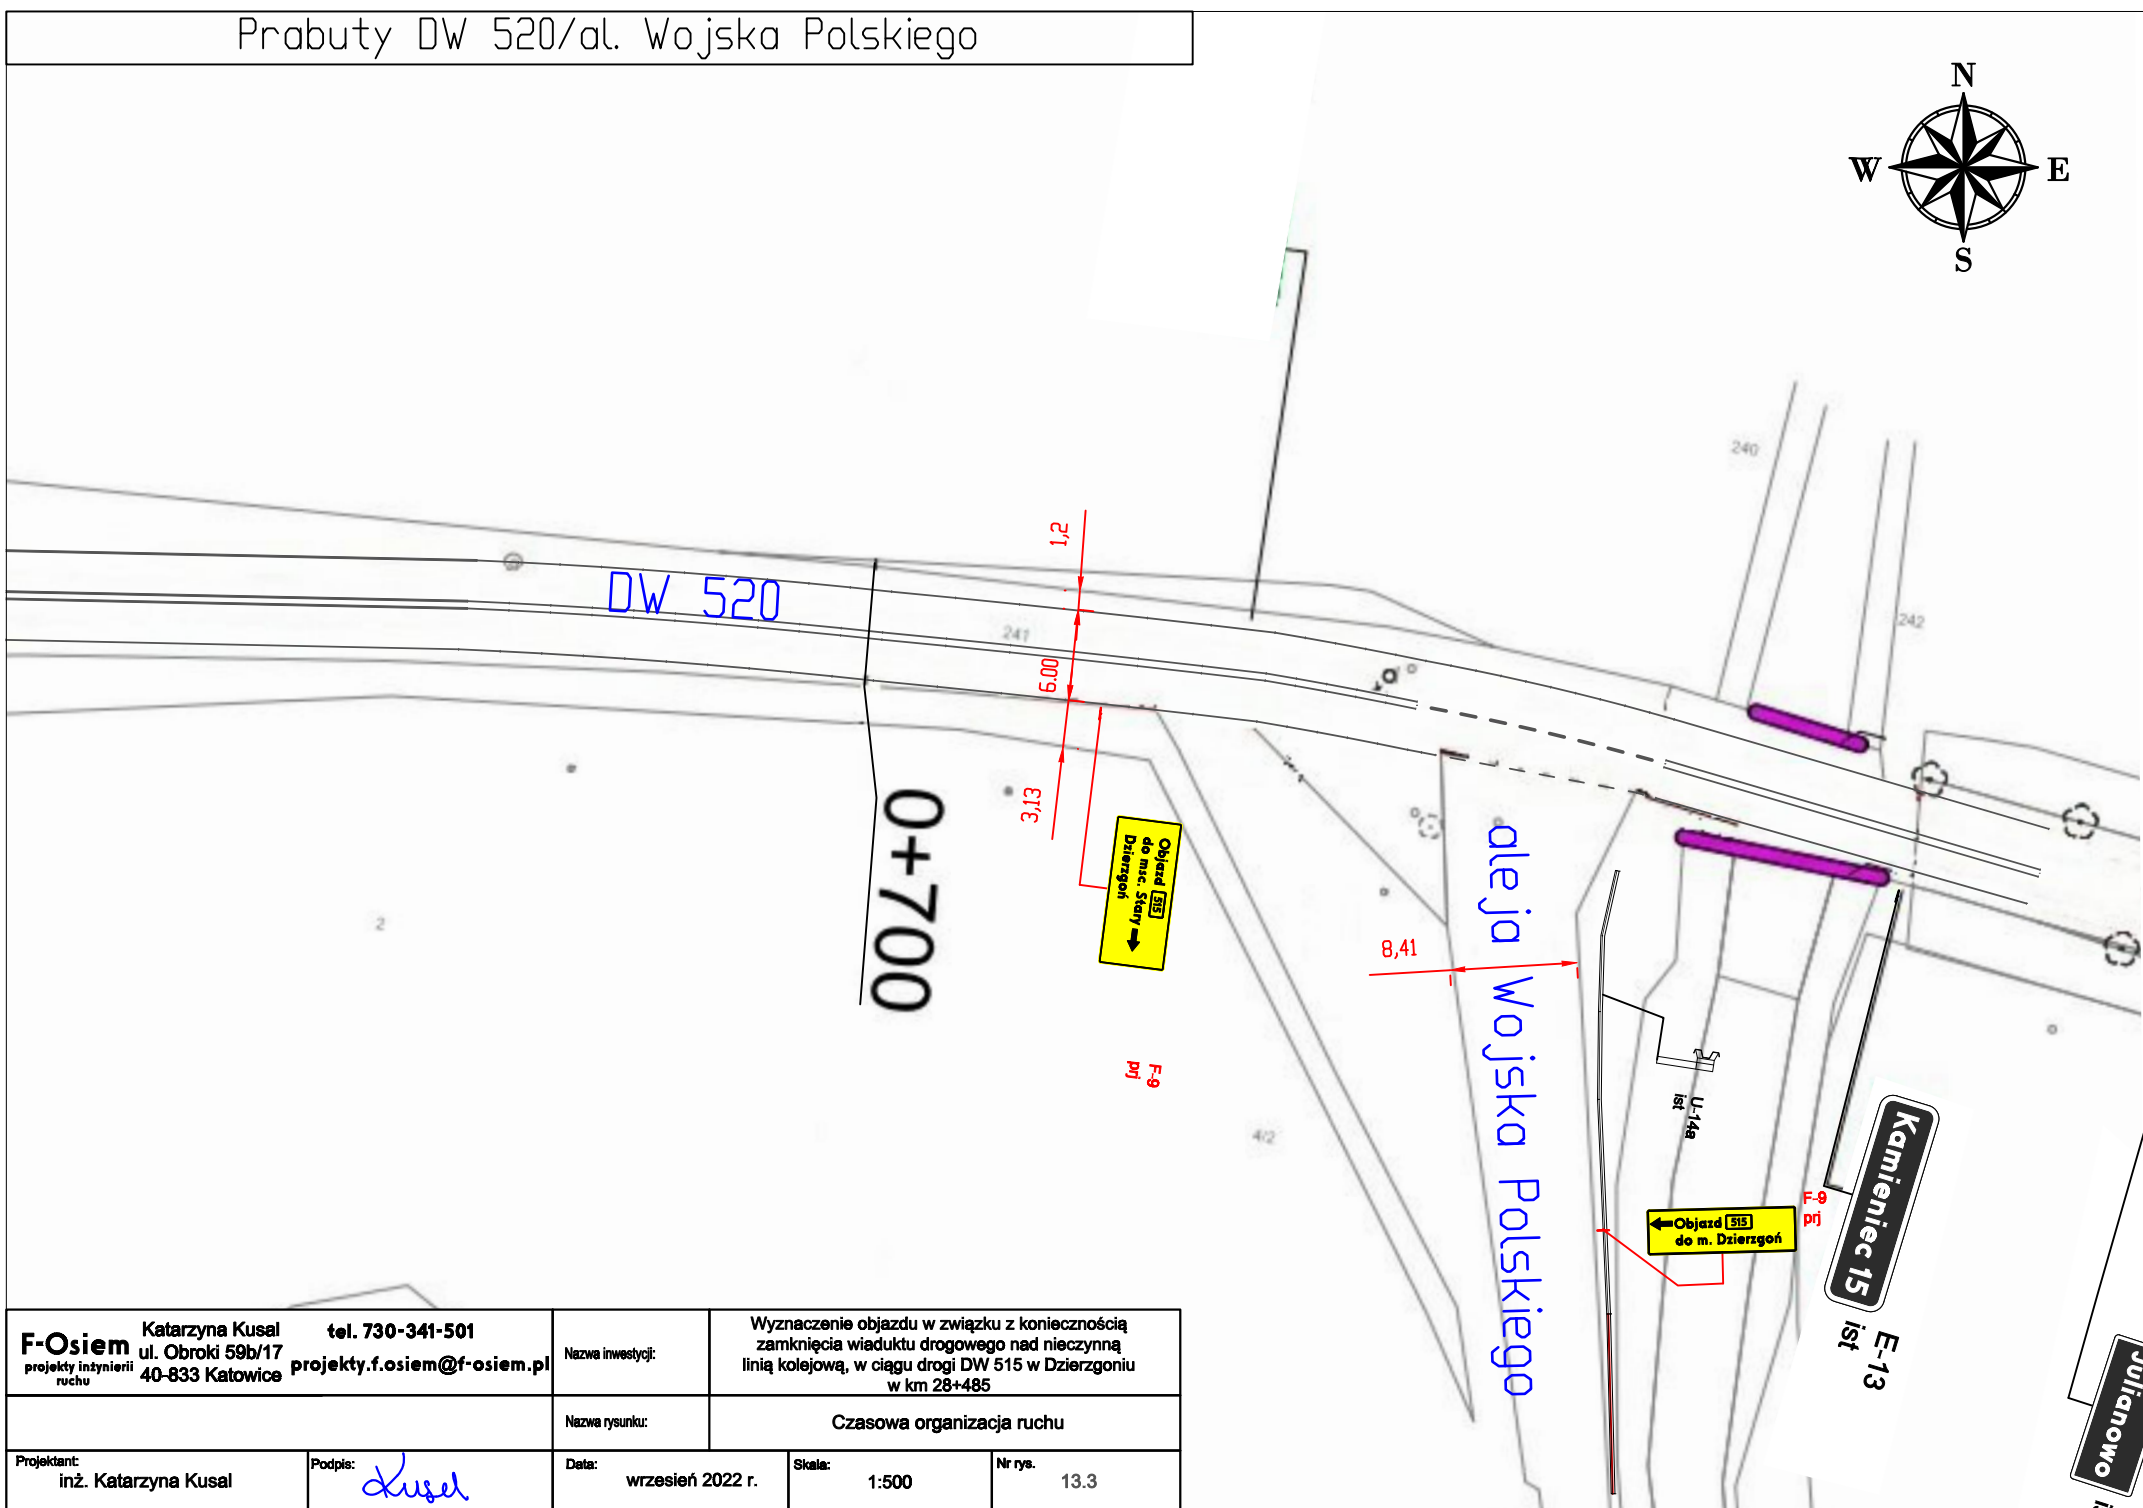 Prabuty DW 520/al. Wojska Polskiego
N
W
E
S
240
242
1,2
DW 520
241
6.00
3,13
0+700
Objazd 515
do msc. Stary
Dzierzgoń
2
8,41
aleja Wojska Polskiego
F-9
prj
4/2
U-14a
ist
Objazd 515
do m. Dzierzgoń
F-9
prj
Kamieniec 15
E-13
ist
Julianowo
F-Osiem
projekty inżynierii
ruchu
Katarzyna Kusal
ul. Obroki 59b/17
40-833 Katowice
tel. 730-341-501
projekty.f.osiem@f-osiem.pl
Nazwa inwestycji:
Wyznaczenie objazdu w związku z koniecznością
zamknięcia wiaduktu drogowego nad nieczynną
linią kolejową, w ciągu drogi DW 515 w Dzierzgoniu
w km 28+485
Nazwa rysunku:
Czasowa organizacja ruchu
Projektant:
inż. Katarzyna Kusal
Podpis:
Kusal
Data:
wrzesień 2022 r.
Skala:
1:500
Nr rys.
13.3